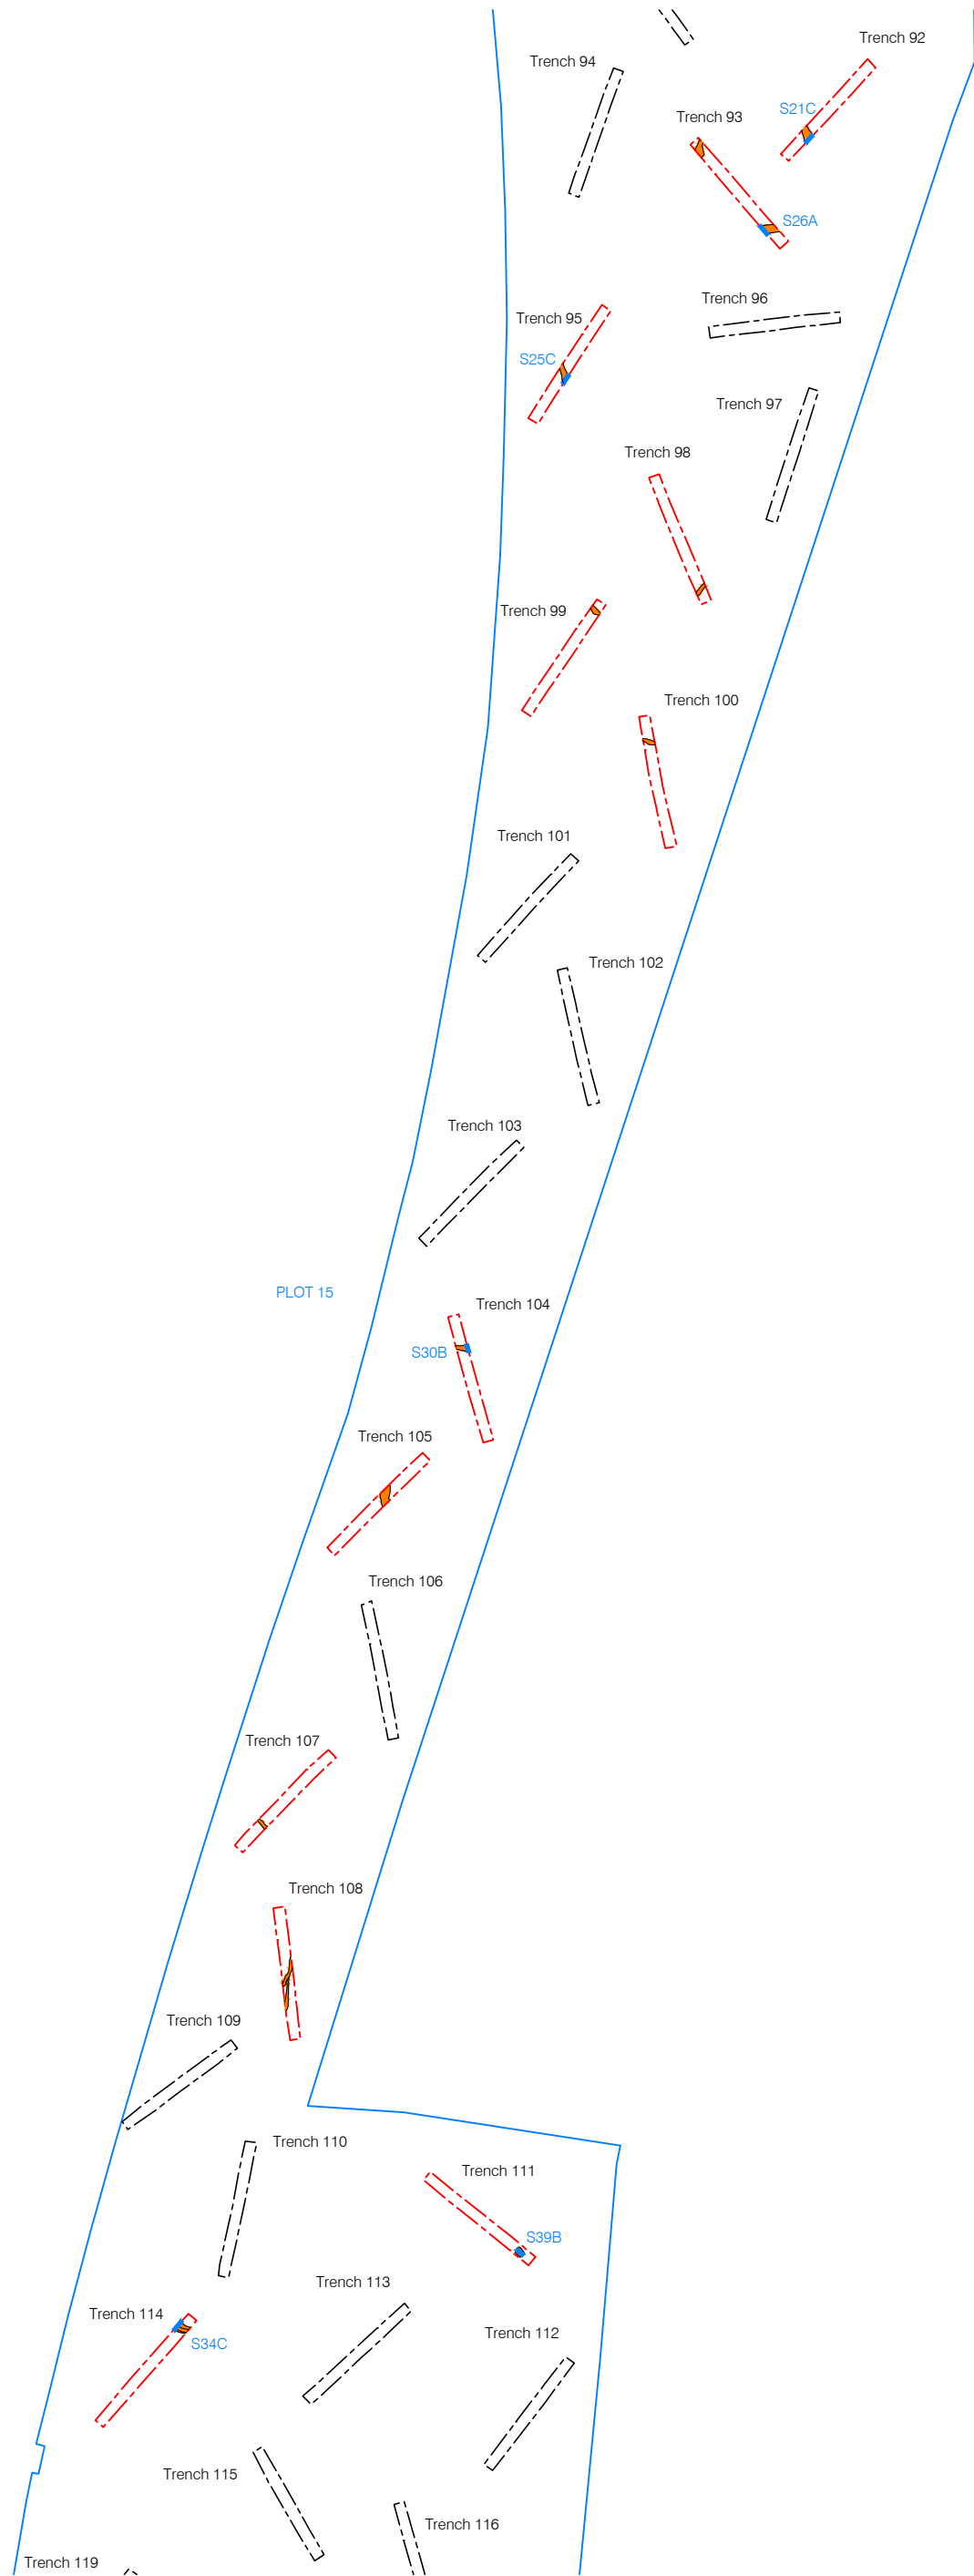 Trench 92
Trench 94
S21C
Trench 93
S26A
Trench 96
Trench 95
S25C
Trench 97
Trench 98
Trench 99
Trench 100
Trench 101
Trench 102
Trench 103
PLOT 15
Trench 104
S30B
Trench 105
Trench 106
Trench 107
Trench 108
Trench 109
Trench 110
Trench 111
S39B
Trench 113
Trench 114
S34C
Trench 112
Trench 115
Trench 116
Trench 119